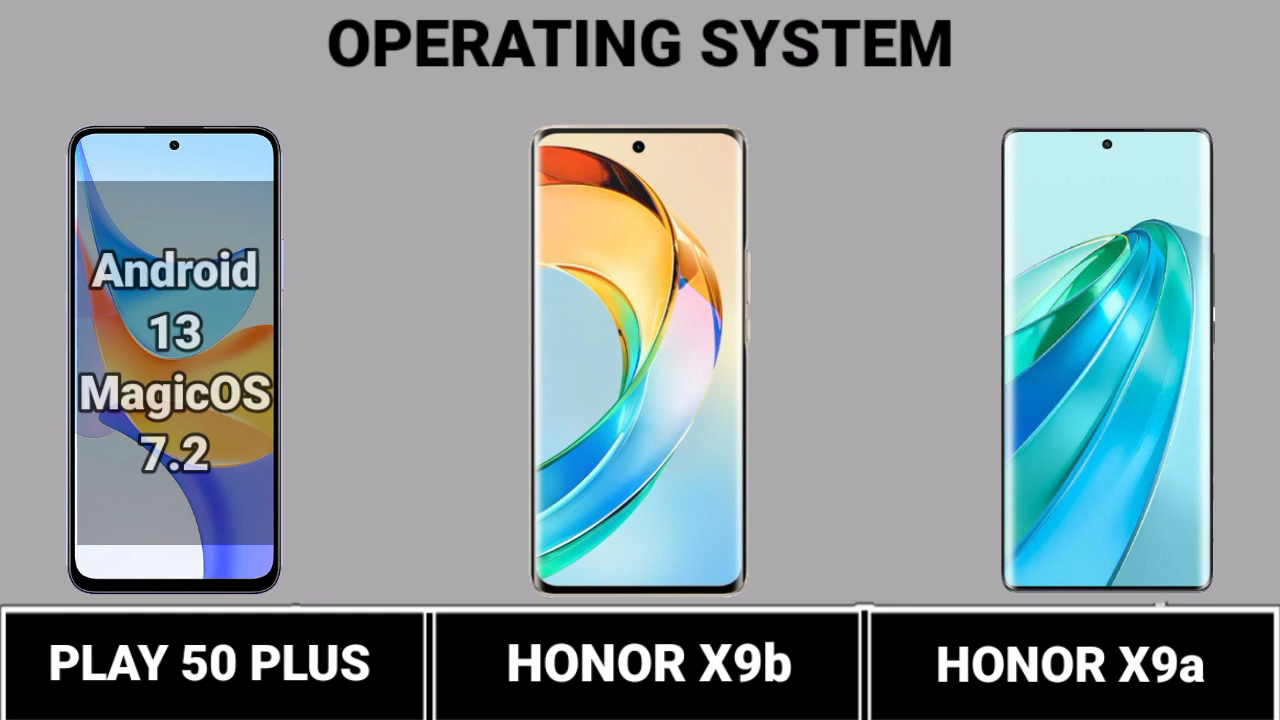 OPERATING SYSTEM
Android
13
MagicOS
7.2
PLAY 50 PLUS
HONOR X9b
HONOR X9a